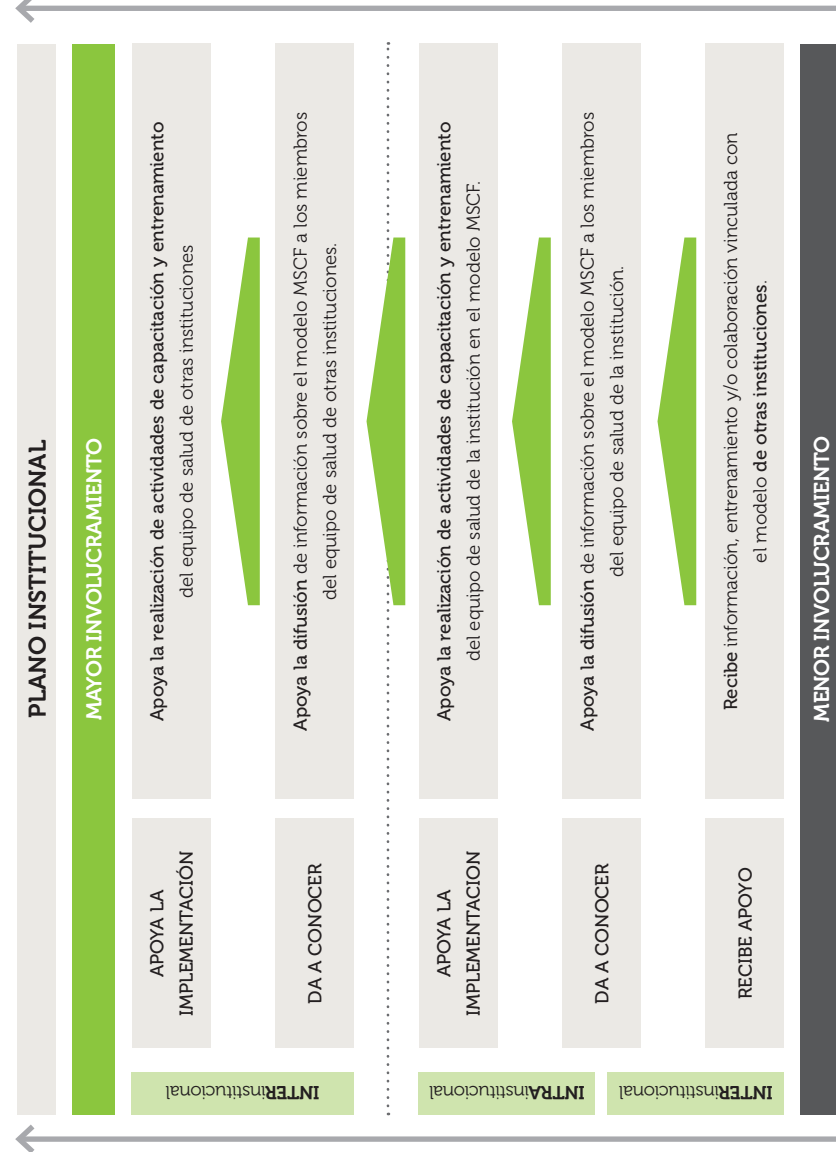 PLANO INSTITUCIONAL
MAYOR INVOLUCRAMIENTO
INTERinstitucional
APOYA LA
IMPLEMENTACIÓN
Apoya la realización de actividades de capacitación y entrenamiento
del equipo de salud de otras instituciones
DA A CONOCER
Apoya la difusión de información sobre el modelo MSCF a los miembros
del equipo de salud de otras instituciones.
INTRAinstitucional
APOYA LA
IMPLEMENTACION
Apoya la realización de actividades de capacitación y entrenamiento
del equipo de salud de la institución en el modelo MSCF.
DA A CONOCER
Apoya la difusión de información sobre el modelo MSCF a los miembros
del equipo de salud de la institución.
INTERinstitucional
RECIBE APOYO
Recibe información, entrenamiento y/o colaboración vinculada con
el modelo de otras instituciones.
MENOR INVOLUCRAMIENTO